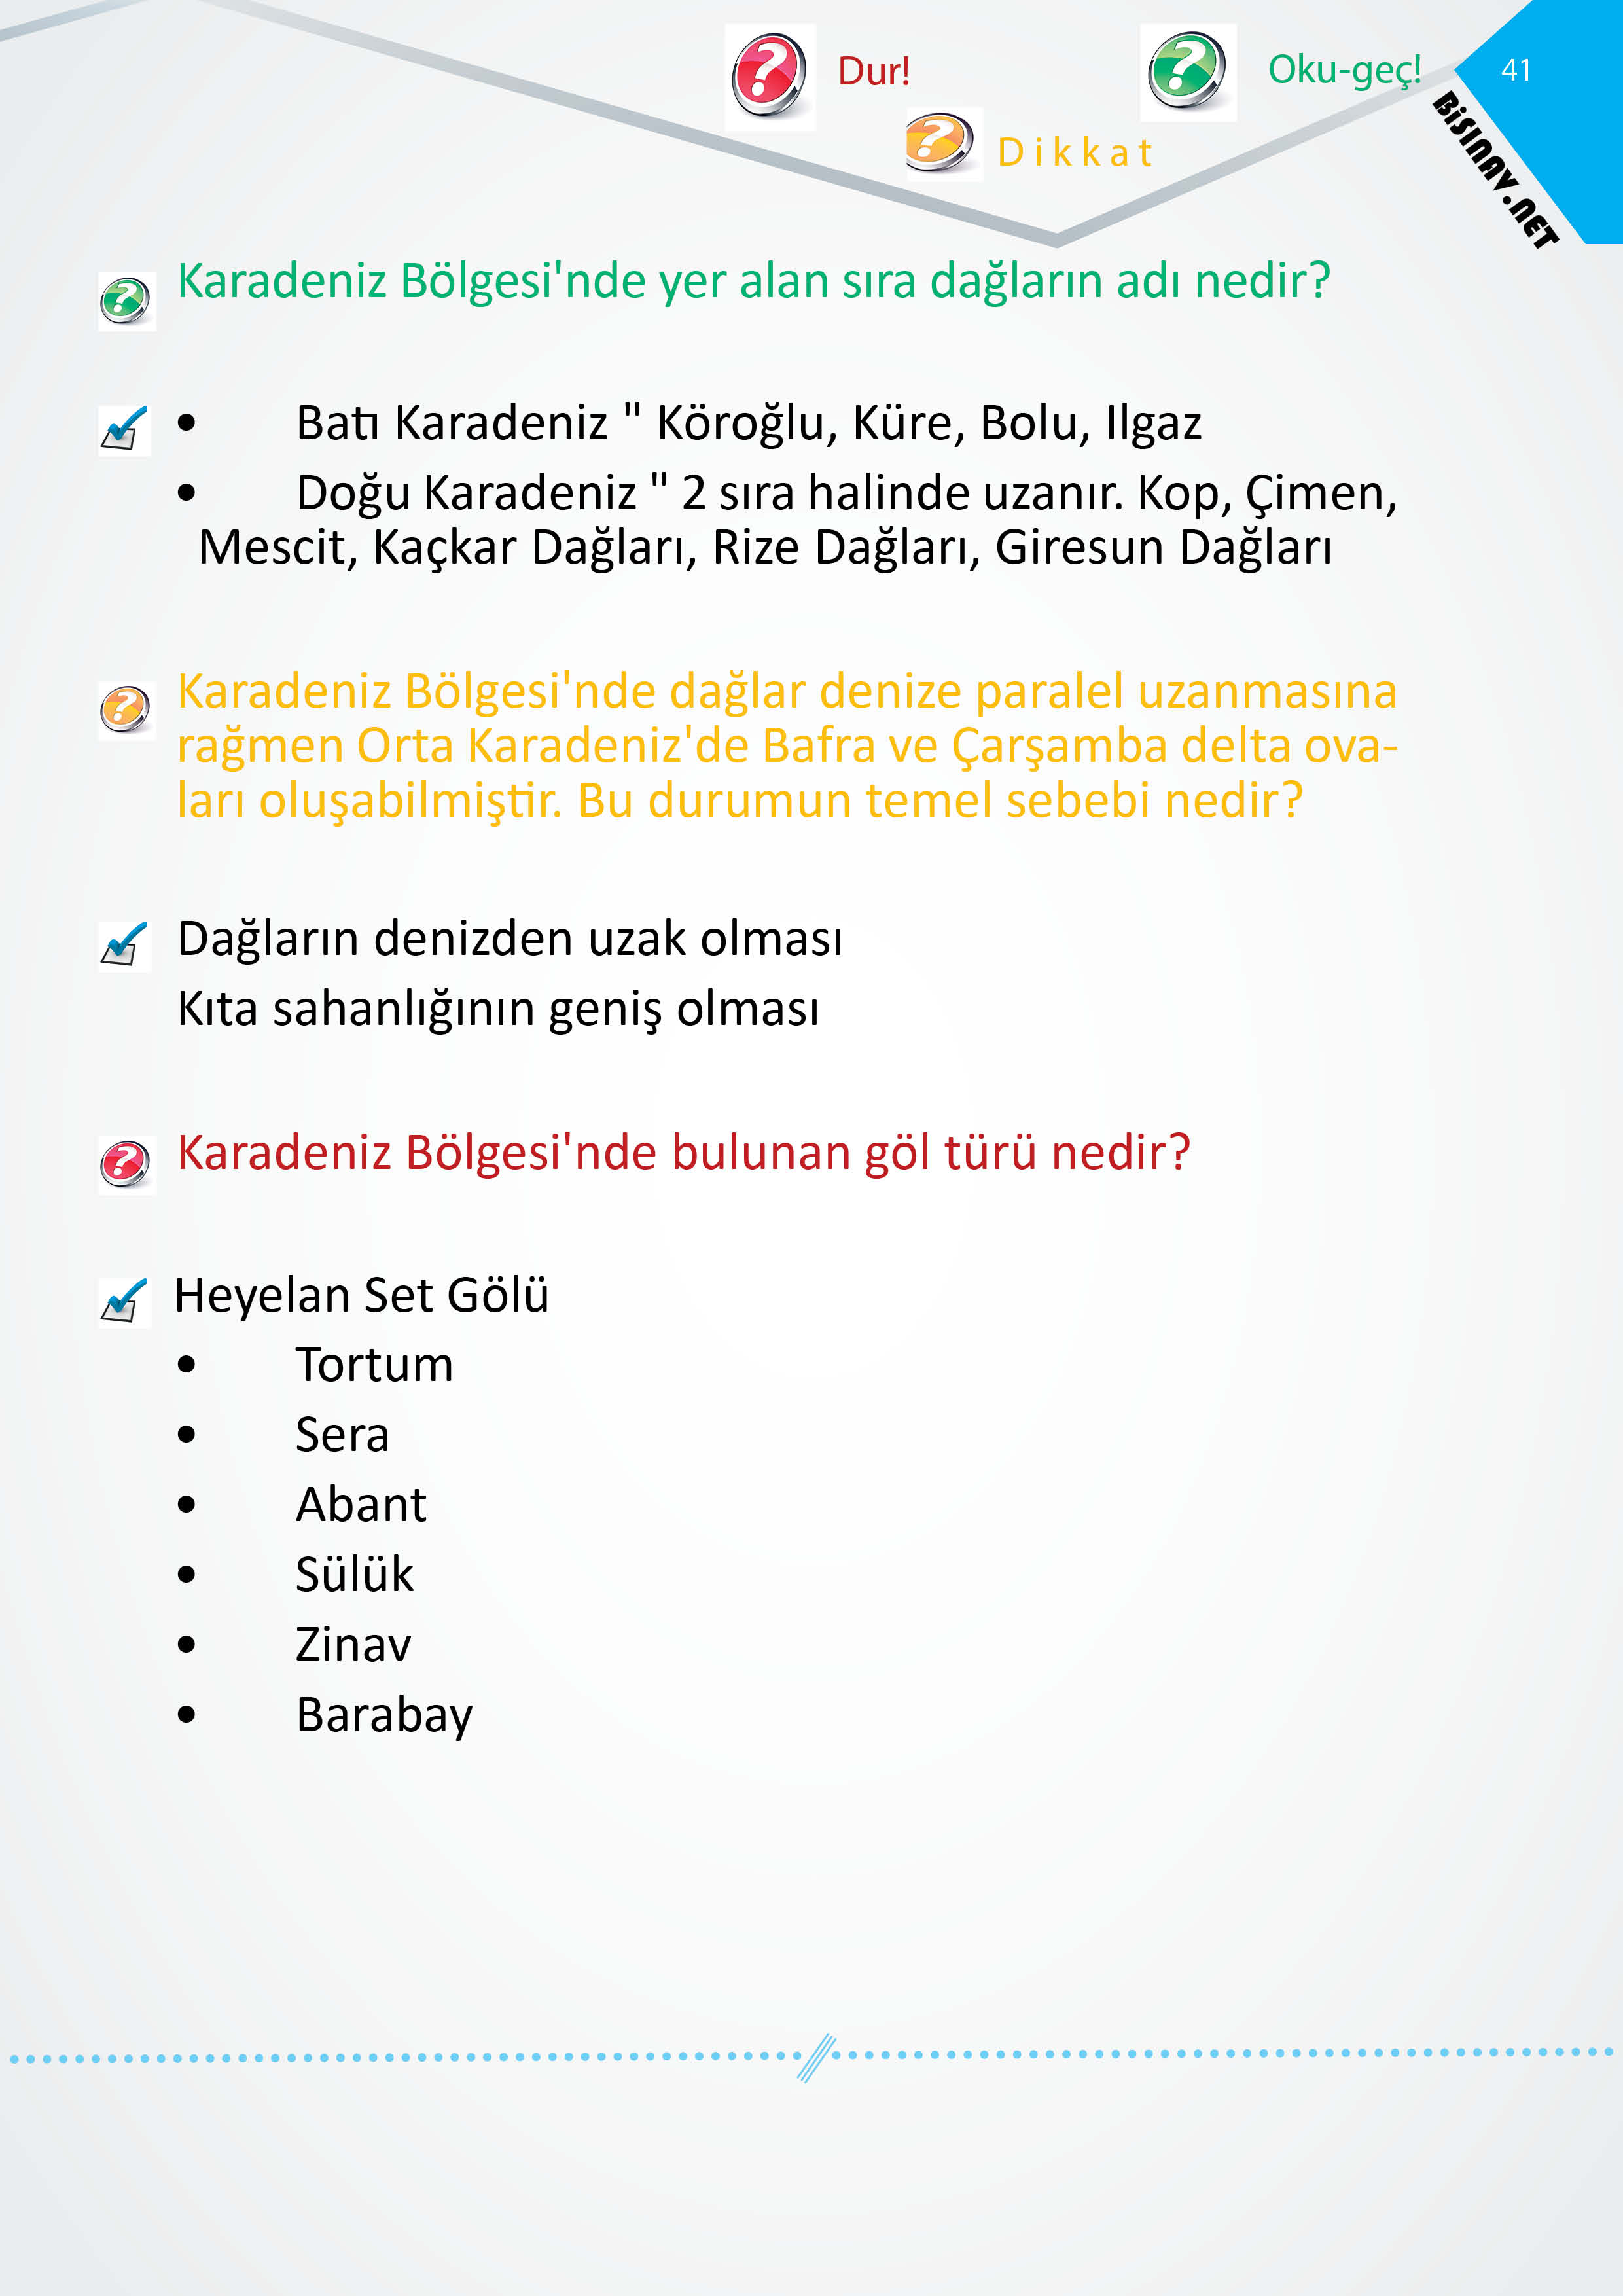 Dur!
Oku-geç!
41
Dikkat
BiSINAV.NET
Karadeniz Bölgesi'nde yer alan sıra dağların adı nedir?
• Batı Karadeniz " Köroğlu, Küre, Bolu, Ilgaz
• Doğu Karadeniz " 2 sıra halinde uzanır. Kop, Çimen,
Mescit, Kaçkar Dağları, Rize Dağları, Giresun Dağları
Karadeniz Bölgesi'nde dağlar denize paralel uzanmasına
rağmen Orta Karadeniz'de Bafra ve Çarşamba delta ova-
ları oluşabilmiştir. Bu durumun temel sebebi nedir?
Dağların denizden uzak olması
Kıta sahanlığının geniş olması
Karadeniz Bölgesi'nde bulunan göl türü nedir?
Heyelan Set Gölü
• Tortum
• Sera
• Abant
• Sülük
• Zinav
• Barabay